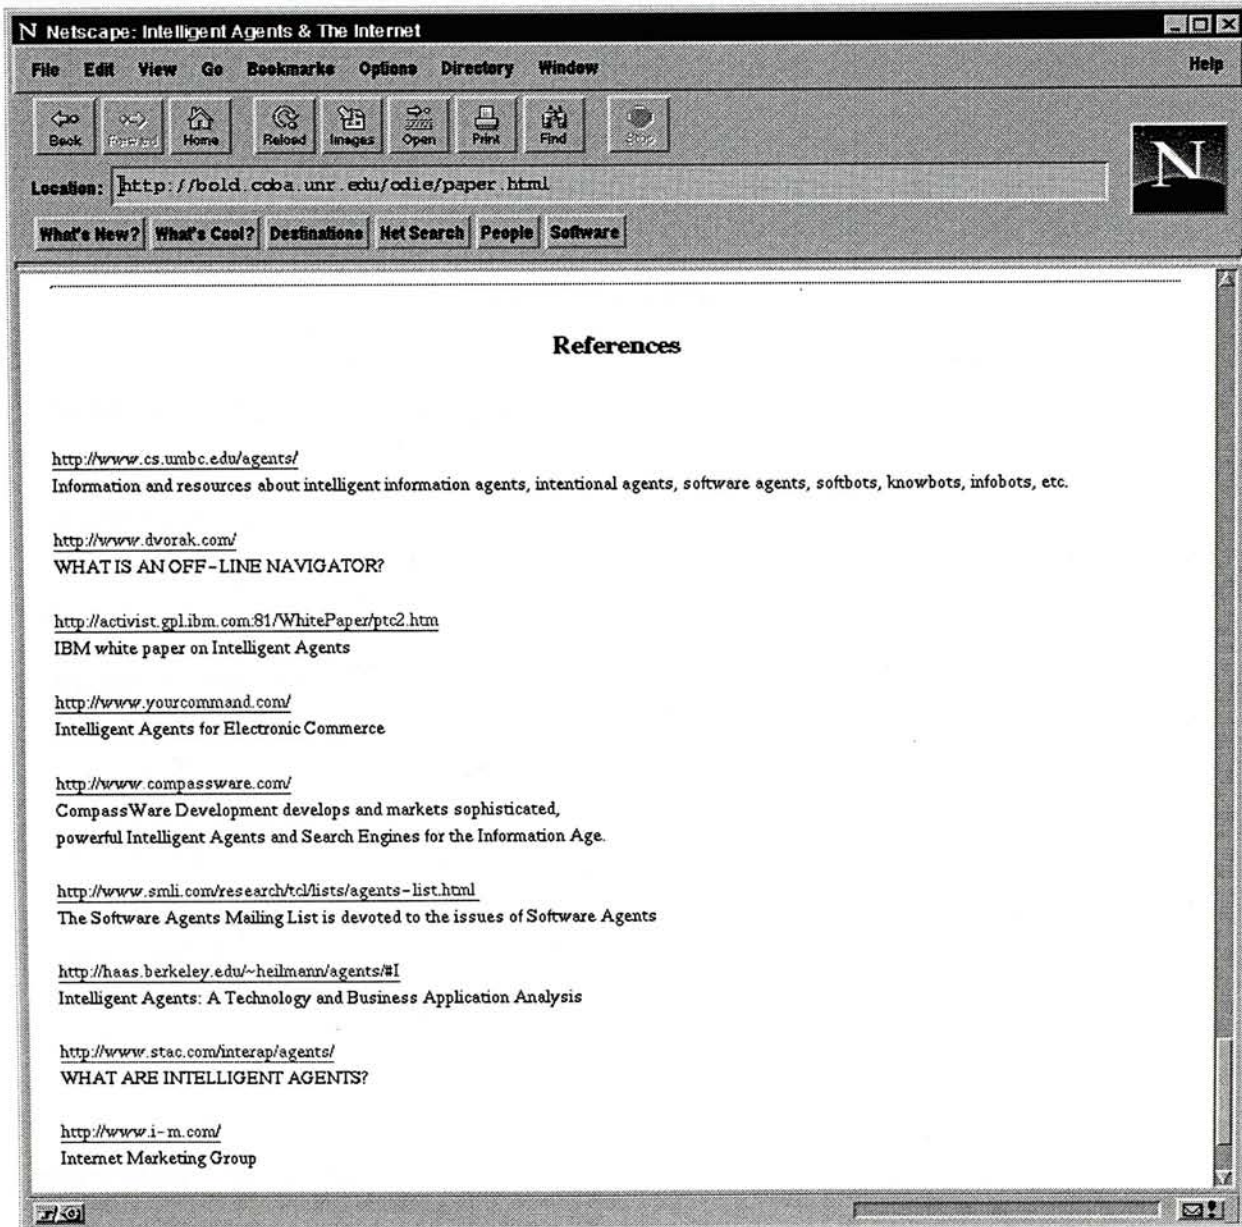 N Netscape: Intelligent Agents & The Internet
File Edit View Go Bookmarks Options Directory Window Help
Back Forward Home Reload Images Open Print Find Stop
N
Location: http://bold.coba.unr.edu/odie/paper.html
What's New? What's Cool? Destinations Net Search People Software
References
http://www.cs.umbc.edu/agents/
Information and resources about intelligent information agents, intentional agents, software agents, softbots, knowbots, infobots, etc.
http://www.dvorak.com/
WHAT IS AN OFF-LINE NAVIGATOR?
http://activist.gpl.ibm.com:81/WhitePaper/ptc2.htm
IBM white paper on Intelligent Agents
http://www.yourcommand.com/
Intelligent Agents for Electronic Commerce
http://www.compassware.com/
CompassWare Development develops and markets sophisticated,
powerful Intelligent Agents and Search Engines for the Information Age.
http://www.smli.com/research/tcl/lists/agents-list.html
The Software Agents Mailing List is devoted to the issues of Software Agents
http://haas.berkeley.edu/~heilmann/agents/#I
Intelligent Agents: A Technology and Business Application Analysis
http://www.stac.com/interap/agents/
WHAT ARE INTELLIGENT AGENTS?
http://www.i-m.com/
Internet Marketing Group